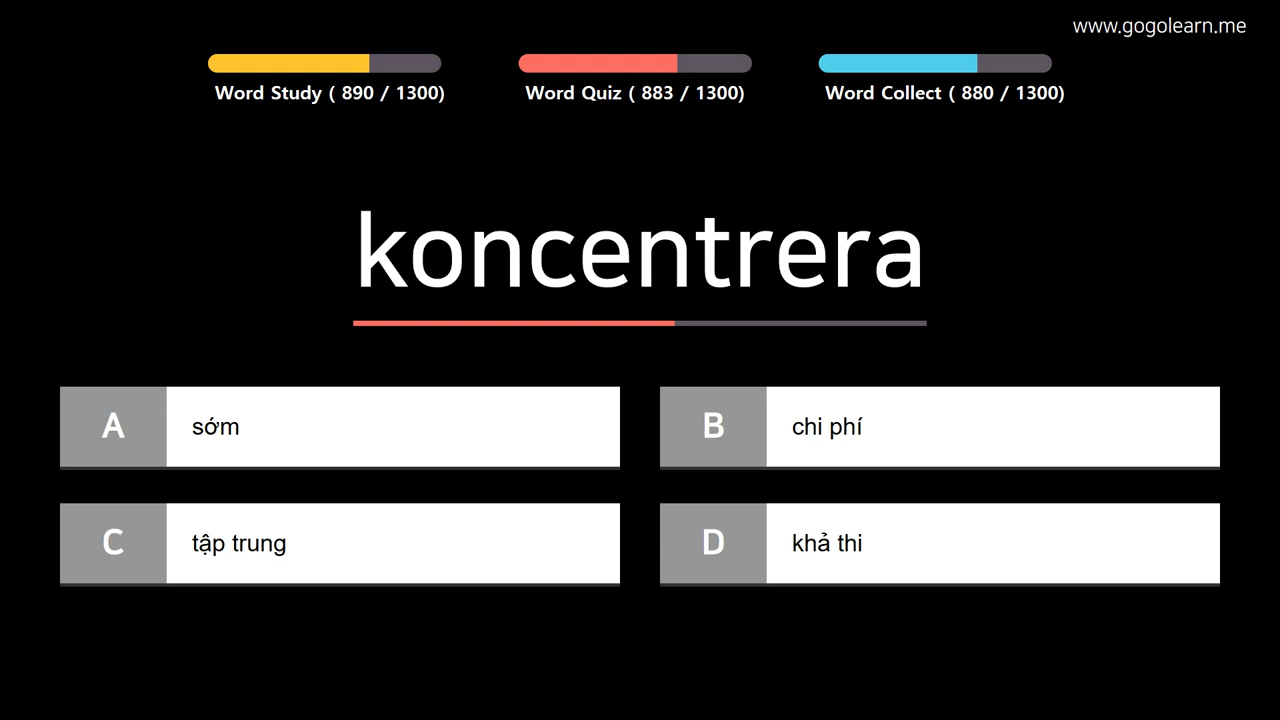 www.gogolearn.me
Word Study ( 890 / 1300)
Word Quiz ( 883 / 1300)
Word Collect ( 880 / 1300)
koncentrera
A sớm
B chi phí
C tập trung
D khả thi